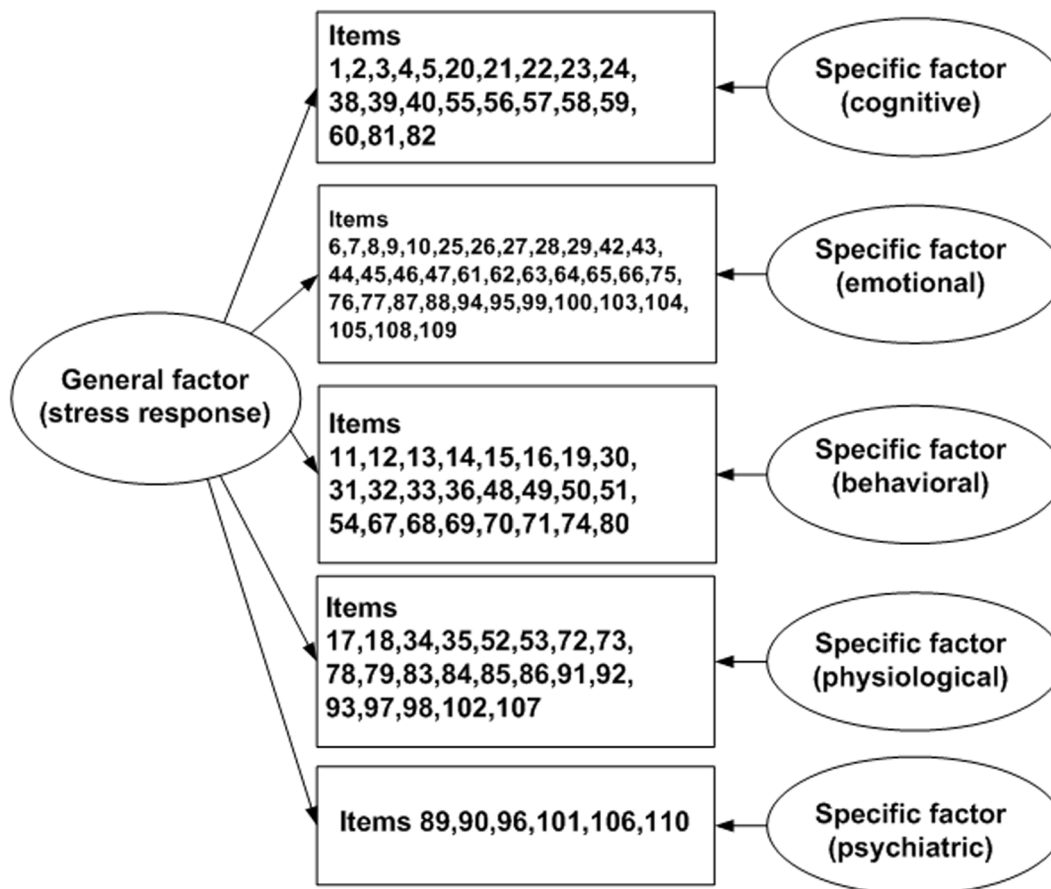 Items
1,2,3,4,5,20,21,22,23,24,
38,39,40,55,56,57,58,59,
60,81,82
Specific factor
(cognitive)
Items
6,7,8,9,10,25,26,27,28,29,42,43,
44,45,46,47,61,62,63,64,65,66,75,
76,77,87,88,94,95,99,100,103,104,
105,108,109
Specific factor
(emotional)
General factor
(stress response)
Items
11,12,13,14,15,16,19,30,
31,32,33,36,48,49,50,51,
54,67,68,69,70,71,74,80
Specific factor
(behavioral)
Items
17,18,34,35,52,53,72,73,
78,79,83,84,85,86,91,92,
93,97,98,102,107
Specific factor
(physiological)
Items 89,90,96,101,106,110
Specific factor
(psychiatric)